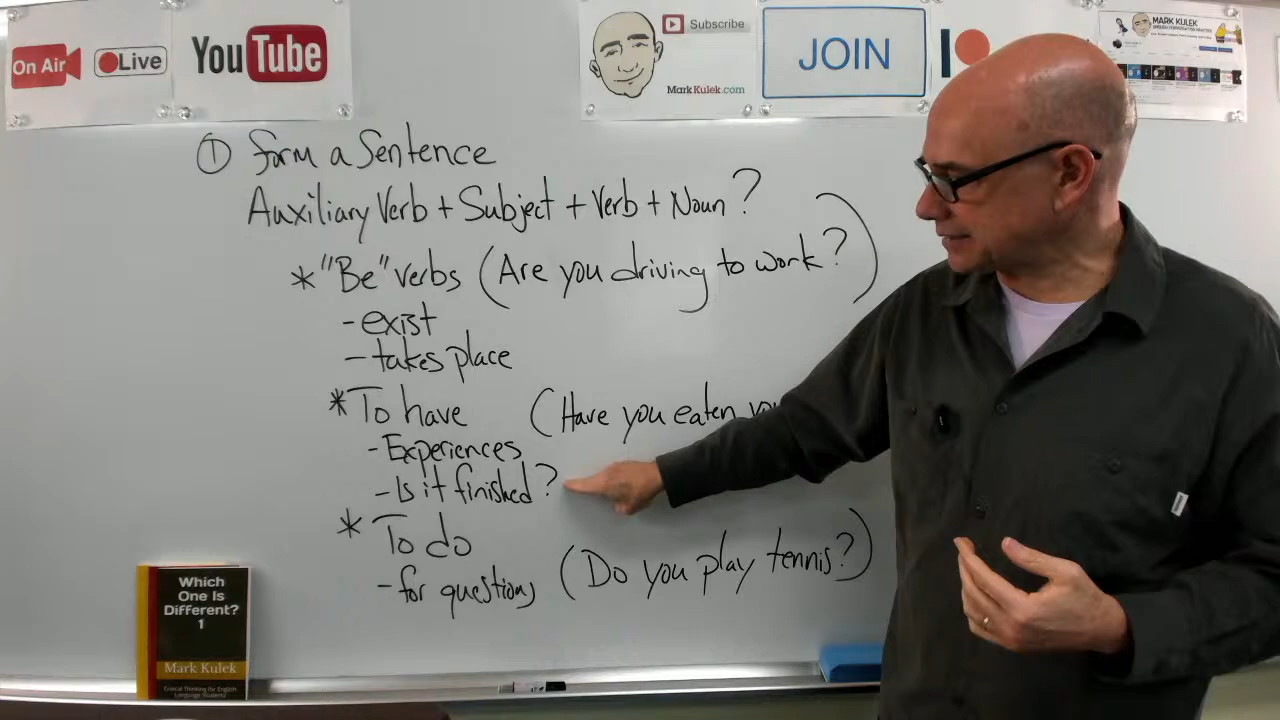 On Air
Live
YouTube
Subscribe
MarkKulek.com
JOIN
MARK KULEK
① Form a Sentence
Auxiliary Verb + Subject + Verb + Noun?
* "Be" verbs (Are you driving to work?)
- exist
- takes place
* To have (Have you eaten
- Experiences
- Is it finished?
* To do
- for questions (Do you play tennis?)
Which
One Is
Different?
1
Mark Kulek
Critical Thinking for English
Language Students